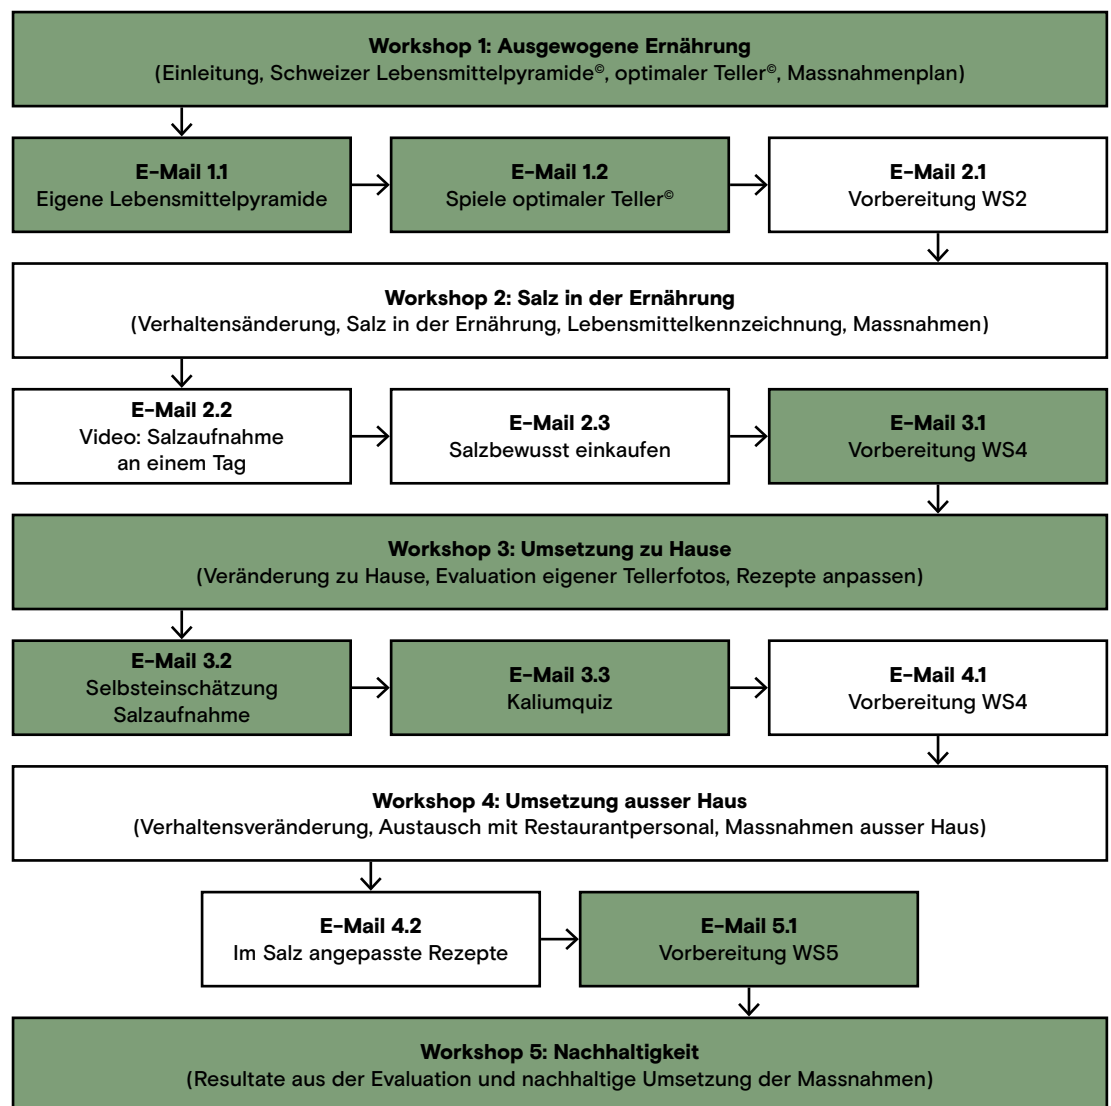 Workshop 1: Ausgewogene Ernährung
(Einleitung, Schweizer Lebensmittelpyramide©, optimaler Teller©, Massnahmenplan)
E-Mail 1.1
Eigene Lebensmittelpyramide
E-Mail 1.2
Spiele optimaler Teller©
E-Mail 2.1
Vorbereitung WS2
Workshop 2: Salz in der Ernährung
(Verhaltensänderung, Salz in der Ernährung, Lebensmittelkennzeichnung, Massnahmen)
E-Mail 2.2
Video: Salzaufnahme
an einem Tag
E-Mail 2.3
Salzbewusst einkaufen
E-Mail 3.1
Vorbereitung WS4
Workshop 3: Umsetzung zu Hause
(Veränderung zu Hause, Evaluation eigener Tellerfotos, Rezepte anpassen)
E-Mail 3.2
Selbsteinschätzung
Salzaufnahme
E-Mail 3.3
Kaliumquiz
E-Mail 4.1
Vorbereitung WS4
Workshop 4: Umsetzung ausser Haus
(Verhaltensveränderung, Austausch mit Restaurantpersonal, Massnahmen ausser Haus)
E-Mail 4.2
Im Salz angepasste Rezepte
E-Mail 5.1
Vorbereitung WS5
Workshop 5: Nachhaltigkeit
(Resultate aus der Evaluation und nachhaltige Umsetzung der Massnahmen)